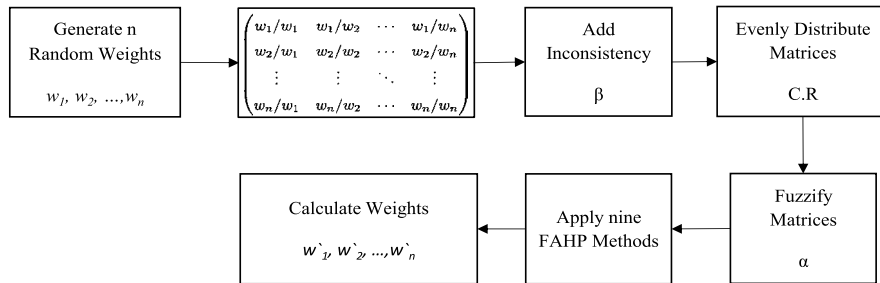 Generate n
Random Weights
w1, w2, ...,wn
w1/w1 w1/w2 ⋯ w1/wn
w2/w1 w2/w2 ⋯ w2/wn
⋮ ⋮ ⋱ ⋮
wn/w1 wn/w2 ⋯ wn/wn
Add
Inconsistency
β
Evenly Distribute
Matrices
C.R
Fuzzify
Matrices
α
Apply nine
FAHP Methods
Calculate Weights
w`1, w`2, ...,w`n